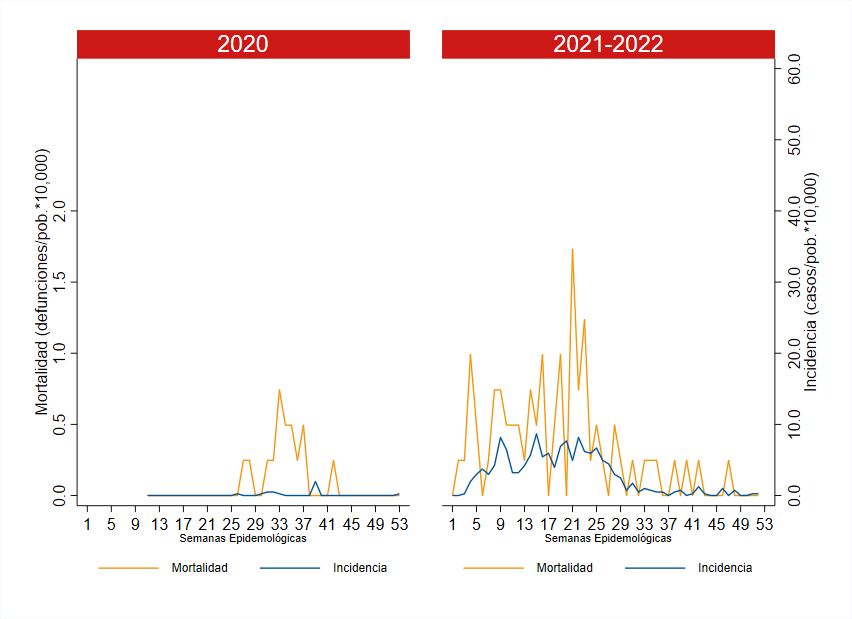 2020
2021-2022
Mortalidad (defunciones/pob.*10,000)
0.0 0.5 1.0 1.5 2.0
1 5 9 13 17 21 25 29 33 37 41 45 49 53
Semanas Epidemológicas
Mortalidad Incidencia
1 5 9 13 17 21 25 29 33 37 41 45 49 53
Semanas Epidemológicas
Mortalidad Incidencia
0.0 10.0 20.0 30.0 40.0 50.0 60.0
Incidencia (casos/pob.*10,000)